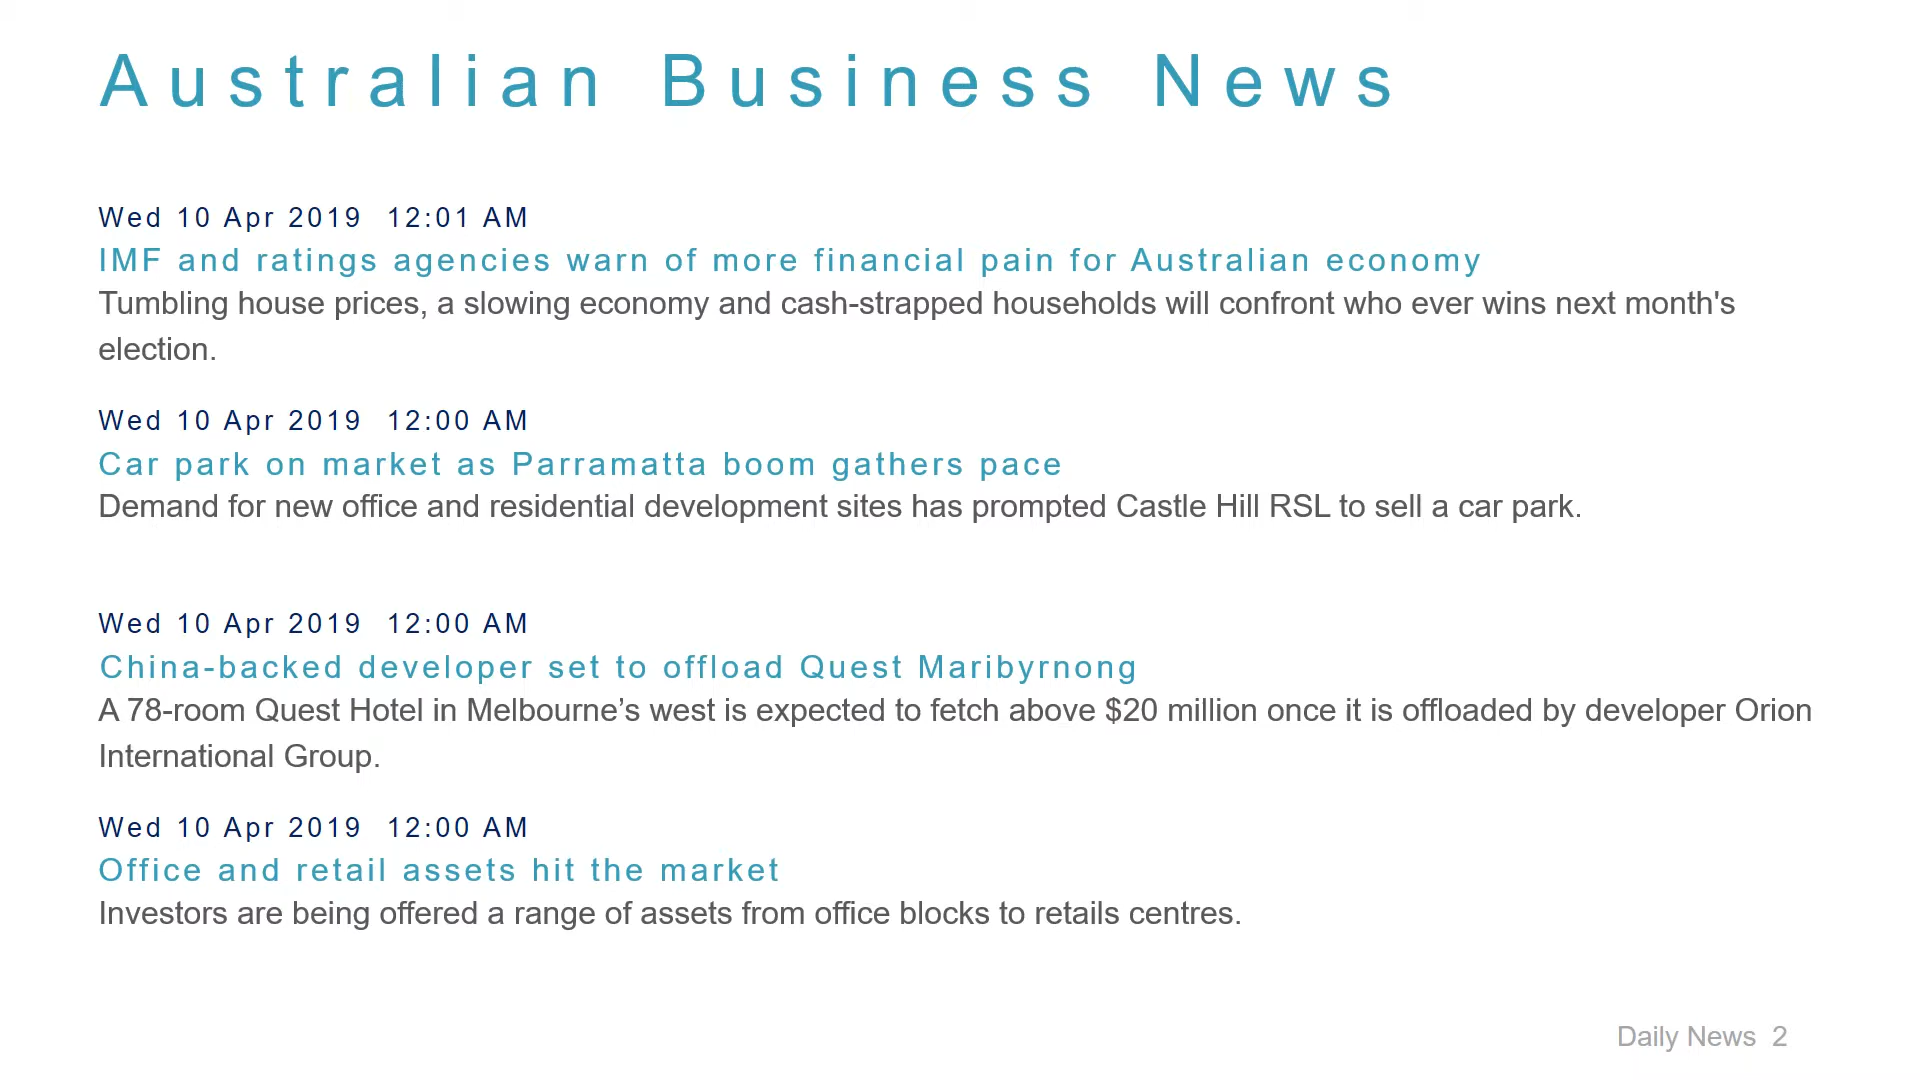 Australian Business News
Wed 10 Apr 2019 12:01 AM
IMF and ratings agencies warn of more financial pain for Australian economy
Tumbling house prices, a slowing economy and cash-strapped households will confront who ever wins next month's
election.
Wed 10 Apr 2019 12:00 AM
Car park on market as Parramatta boom gathers pace
Demand for new office and residential development sites has prompted Castle Hill RSL to sell a car park.
Wed 10 Apr 2019 12:00 AM
China-backed developer set to offload Quest Maribyrnong
A 78-room Quest Hotel in Melbourne’s west is expected to fetch above $20 million once it is offloaded by developer Orion
International Group.
Wed 10 Apr 2019 12:00 AM
Office and retail assets hit the market
Investors are being offered a range of assets from office blocks to retails centres.
Daily News 2